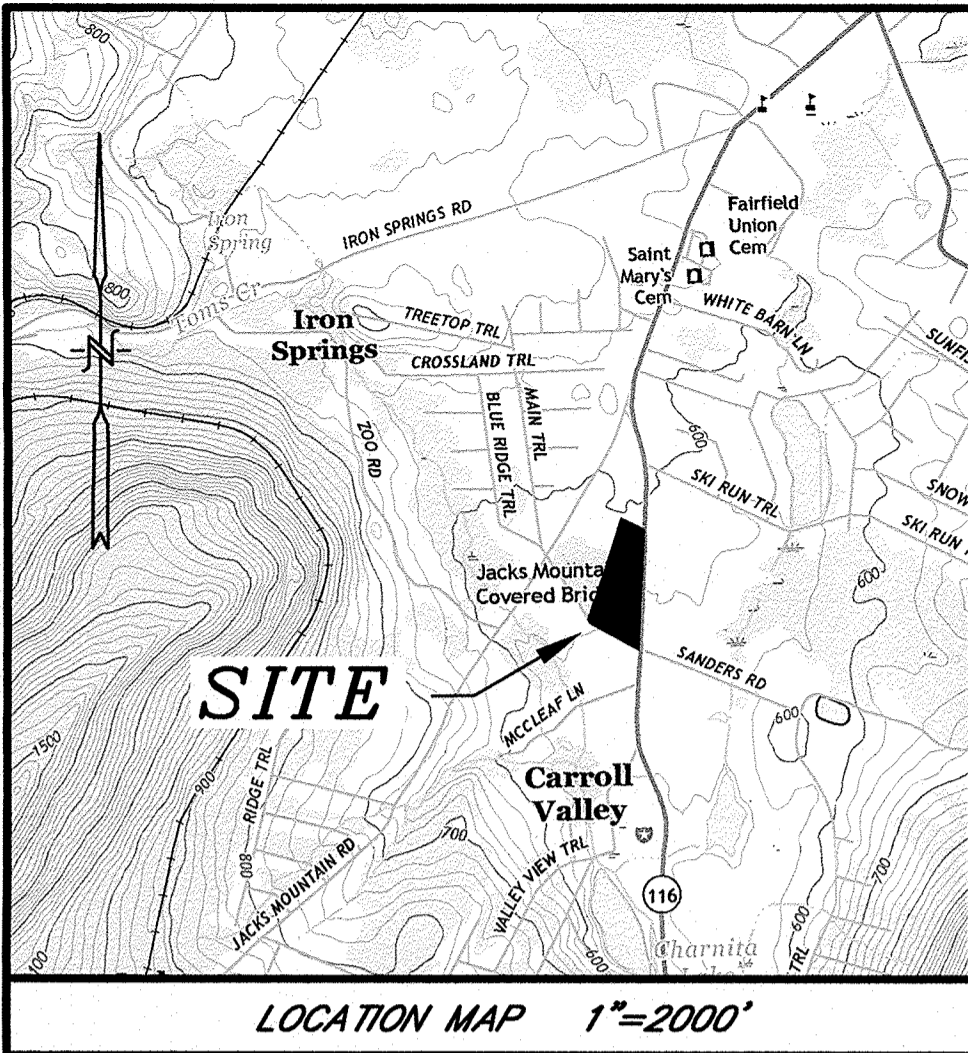 800
Fairfield
Union
Cem
Iron
Spring
IRON SPRINGS RD
Saint
Mary's
Cem
800
Toms Cr
WHITE BARN LN
Iron
Springs
TREETOP TRL
N
CROSSLAND TRL
BLUE RIDGE TRL
MAIN TRL
ZOO RD
600
SKI RUN TRL
SKI RUN
600
Jacks Mounta
Covered Brid
SITE
SANDERS RD
MCCLEAF LN
600
1500
900
RIDGE TRL
Carroll
Valley
700
800
JACKS MOUNTAIN RD
VALLEY VIEW TRL
700
116
600
600
TRL
Charnita
LOCATION MAP 1"=2000'